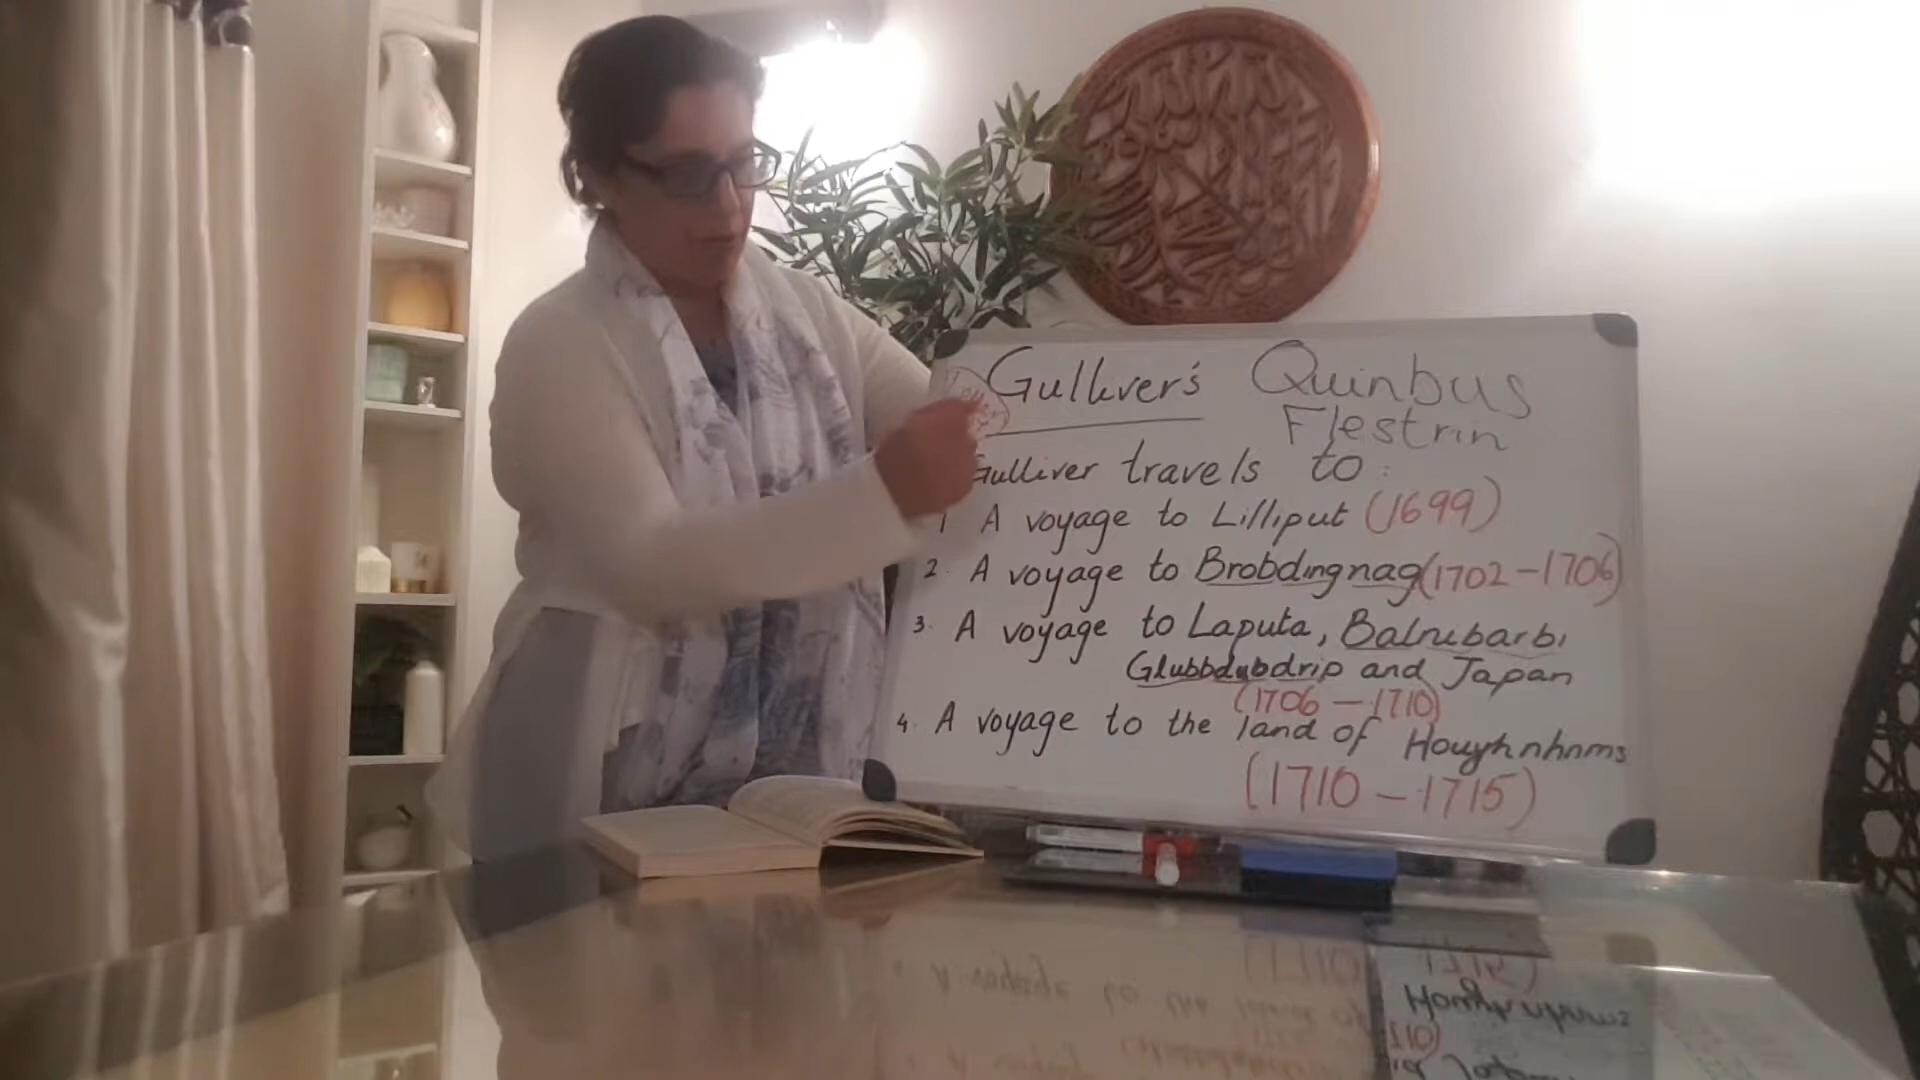 Gulliver's Quinbus
Flestrin
Gulliver travels to:
1 A voyage to Lilliput (1699)
2. A voyage to Brobdingnag (1702-1706)
3. A voyage to Laputa, Balnibarbi
Glubbdubdrip and Japan
(1706-1710)
4. A voyage to the land of Houyhnhnms
(1710-1715)